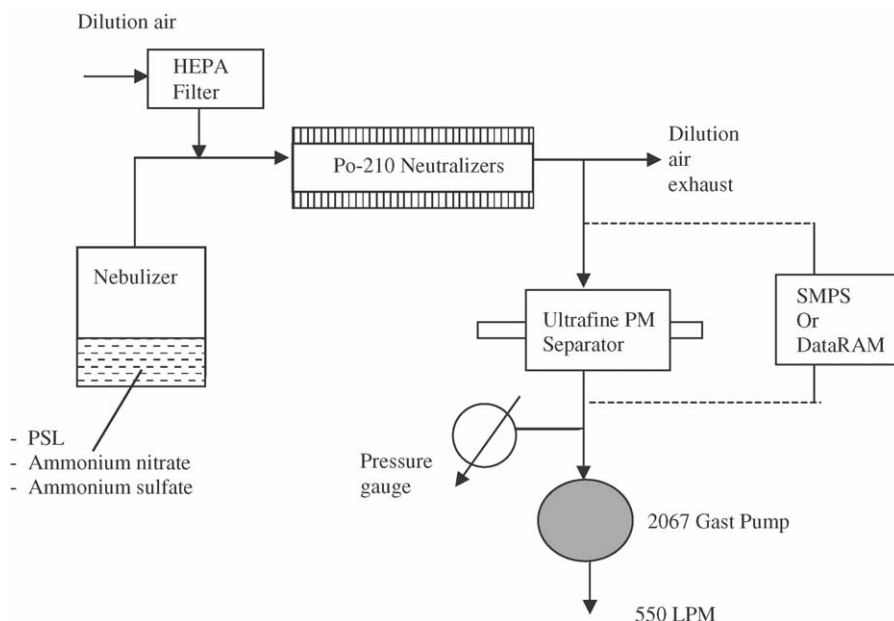 Dilution air
HEPA
Filter
Po-210 Neutralizers
Dilution
air
exhaust
Nebulizer
Ultrafine PM
Separator
SMPS
Or
DataRAM
- PSL
- Ammonium nitrate
- Ammonium sulfate
Pressure
gauge
2067 Gast Pump
550 LPM